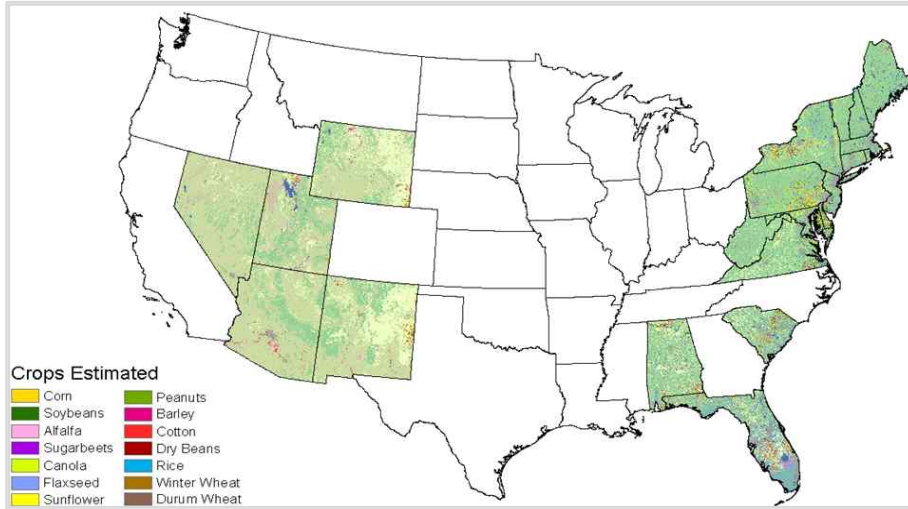 Crops Estimated
Corn
Soybeans
Alfalfa
Sugarbeets
Canola
Flaxseed
Sunflower
Peanuts
Barley
Cotton
Dry Beans
Rice
Winter Wheat
Durum Wheat